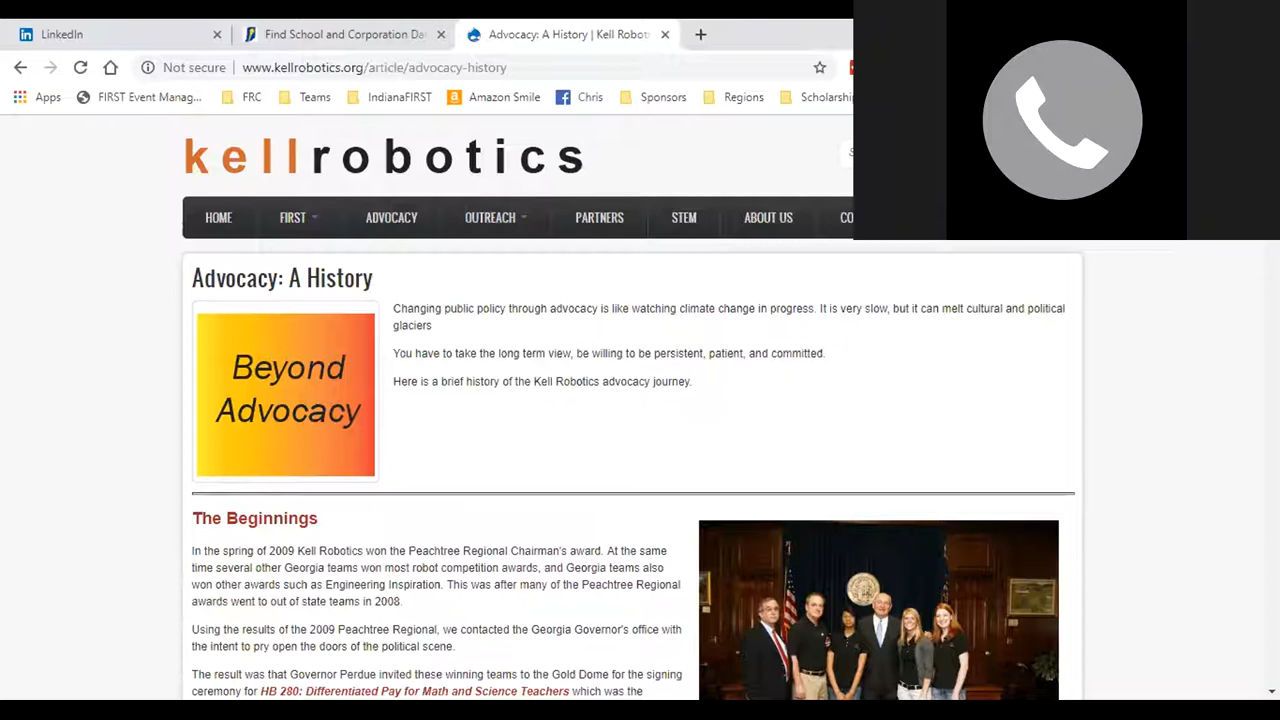 LinkedIn
Find School and Corporation Da
Advocacy: A History | Kell Robot
Not secure
www.kellrobotics.org/article/advocacy-history
Apps
FIRST Event Manag...
FRC
Teams
IndianaFIRST
Amazon Smile
Chris
Sponsors
Regions
Scholarship
kellrobotics
HOME
FIRST
ADVOCACY
OUTREACH
PARTNERS
STEM
ABOUT US
CO
Advocacy: A History
Beyond
Advocacy
Changing public policy through advocacy is like watching climate change in progress. It is very slow, but it can melt cultural and political
glaciers
You have to take the long term view, be willing to be persistent, patient, and committed.
Here is a brief history of the Kell Robotics advocacy journey.
The Beginnings
In the spring of 2009 Kell Robotics won the Peachtree Regional Chairman's award. At the same
time several other Georgia teams won most robot competition awards, and Georgia teams also
won other awards such as Engineering Inspiration. This was after many of the Peachtree Regional
awards went to out of state teams in 2008.
Using the results of the 2009 Peachtree Regional, we contacted the Georgia Governor's office with
the intent to pry open the doors of the political scene.
The result was that Governor Perdue invited these winning teams to the Gold Dome for the signing
ceremony for HB 280: Differentiated Pay for Math and Science Teachers which was the